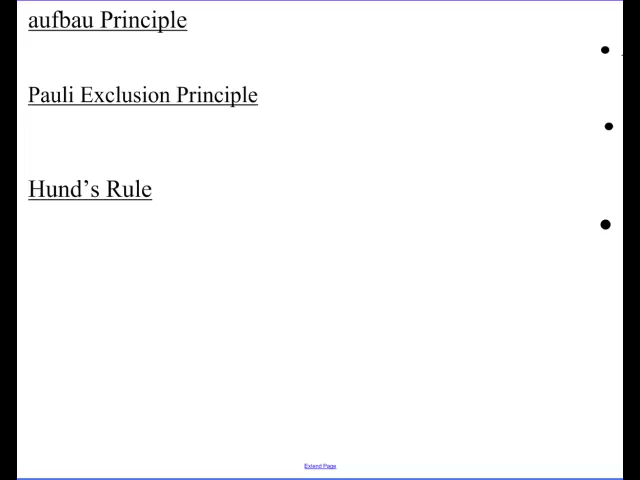 aufbau Principle
•
Pauli Exclusion Principle
•
Hund’s Rule
•
Extend Page